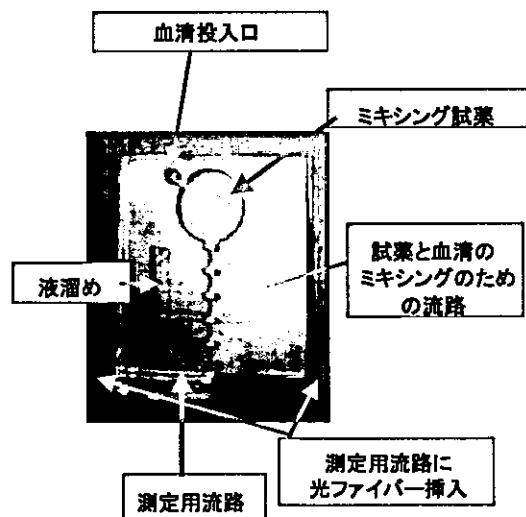 血清投入口
ミキシング試薬
試薬と血清の
ミキシングのため
の流路
液溜め
測定用流路に
光ファイバー挿入
測定用流路